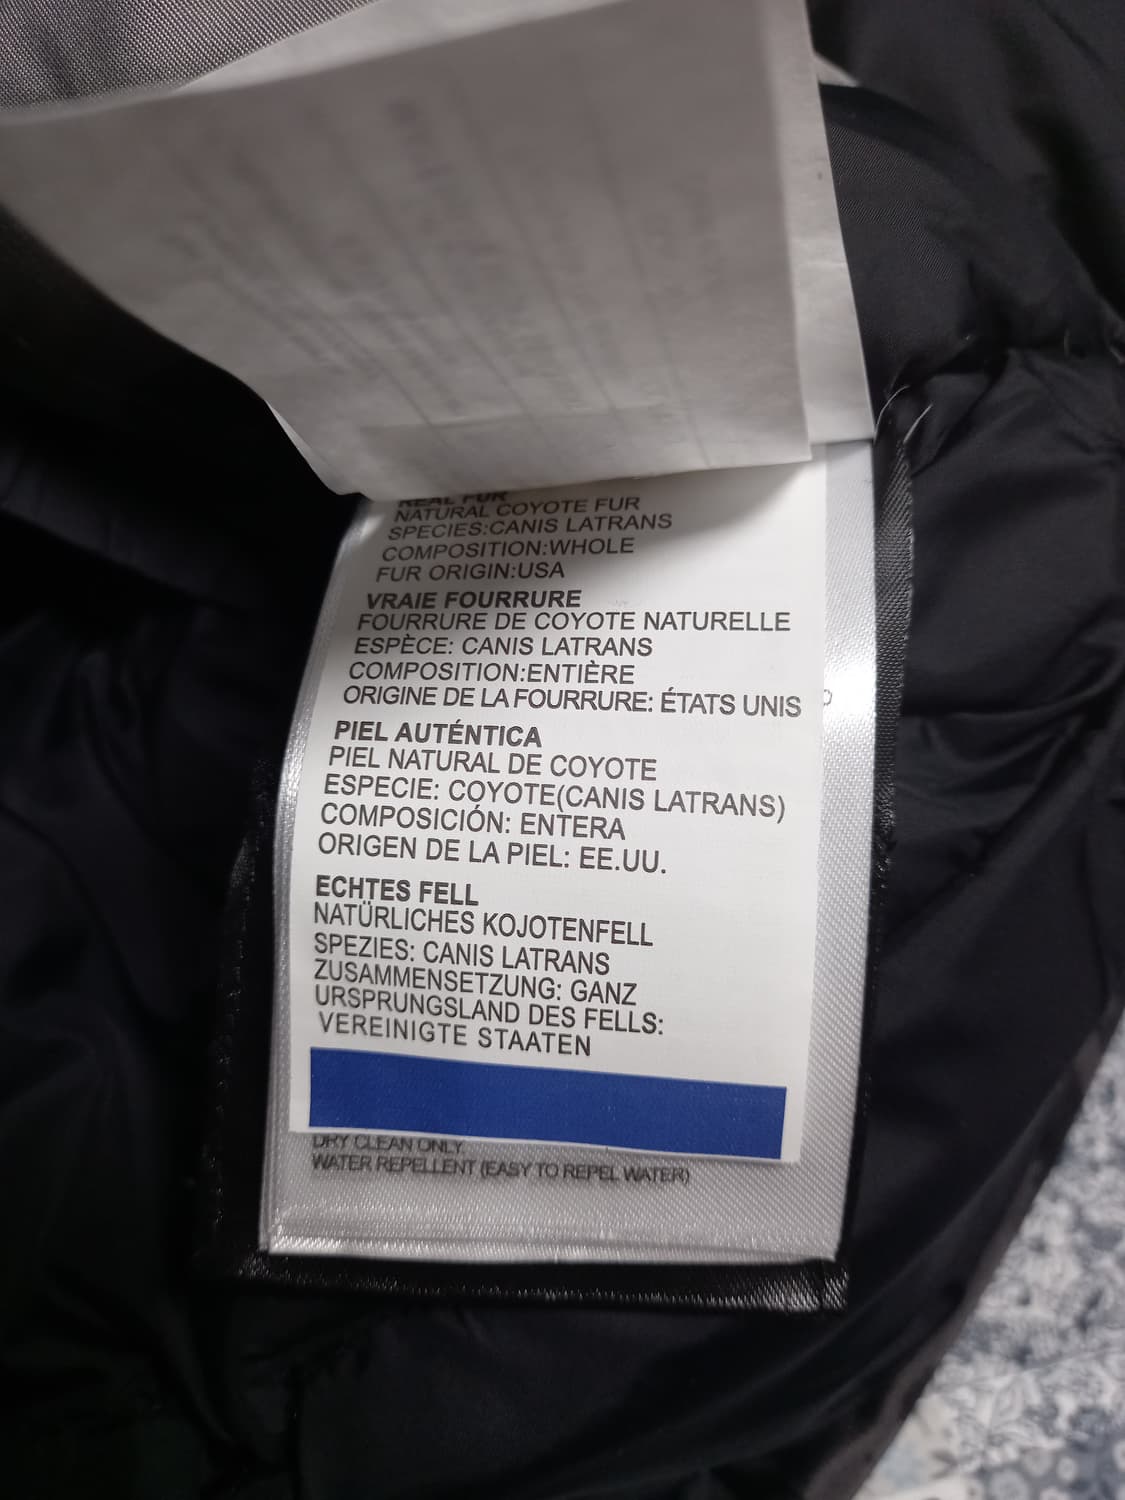 REAL FUR
NATURAL COYOTE FUR
SPECIES:CANIS LATRANS
COMPOSITION:WHOLE
FUR ORIGIN:USA
VRAIE FOURRURE
FOURRURE DE COYOTE NATURELLE
ESPÈCE: CANIS LATRANS
COMPOSITION:ENTIÈRE
ORIGINE DE LA FOURRURE: ÉTATS UNIS
PIEL AUTÉNTICA
PIEL NATURAL DE COYOTE
ESPECIE: COYOTE(CANIS LATRANS)
COMPOSICIÓN: ENTERA
ORIGEN DE LA PIEL: EE.UU.
ECHTES FELL
NATÜRLICHES KOJOTENFELL
SPEZIES: CANIS LATRANS
ZUSAMMENSETZUNG: GANZ
URSPRUNGSLAND DES FELLS:
VEREINIGTE STAATEN
DRY CLEAN ONLY
WATER REPELLENT (EASY TO REPEL WATER)